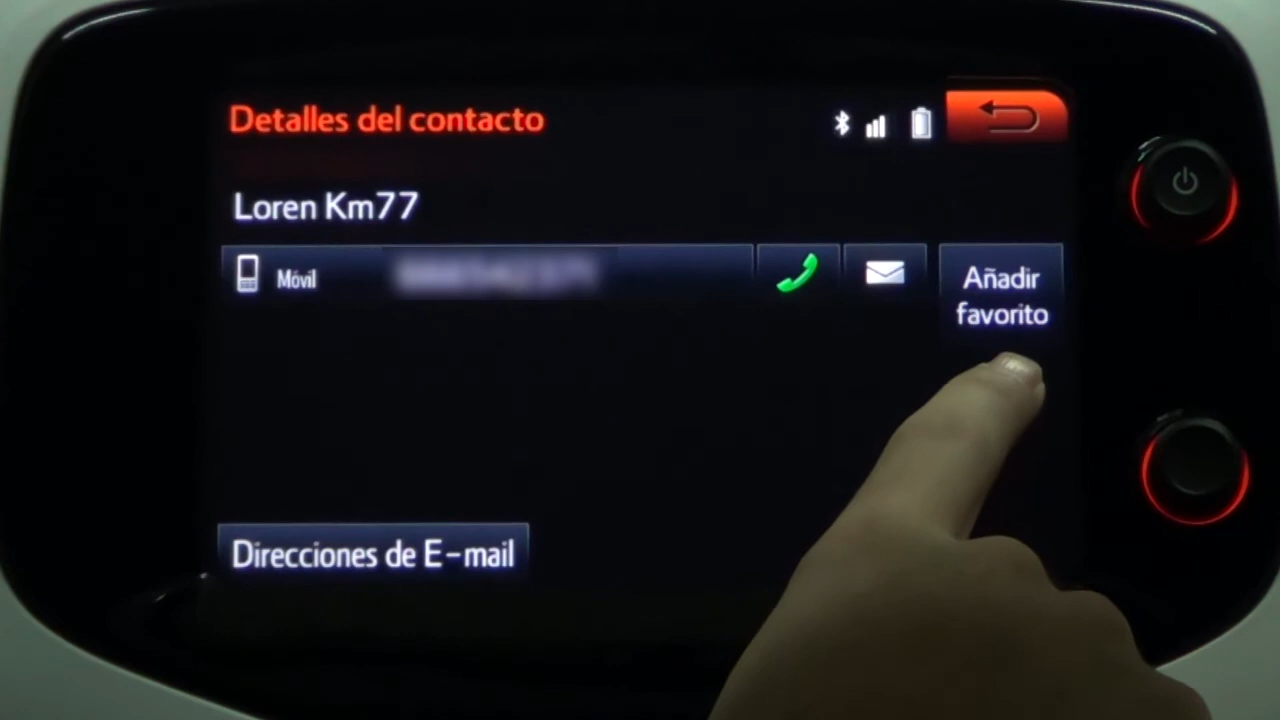 Detalles del contacto
Loren Km77
Móvil
Añadir
favorito
Direcciones de E-mail